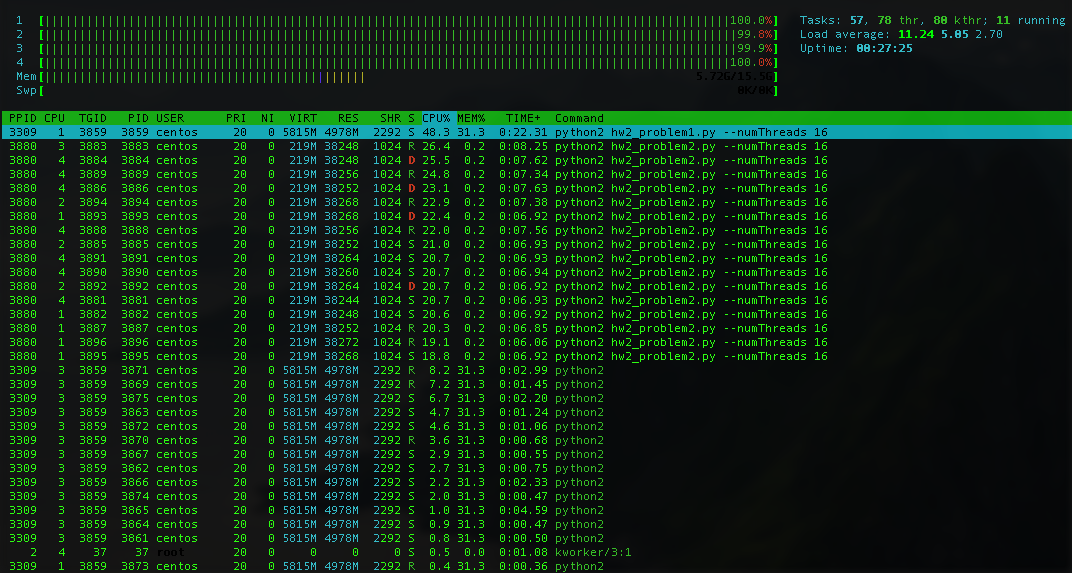 1 [100.0%] Tasks: 57, 78 thr, 80 kthr; 11 running
2 [99.8%] Load average: 11.24 5.05 2.70
3 [99.9%] Uptime: 00:27:25
4 [100.0%]
Mem[5.72G/15.5G]
Swp[0K/0K]
PPID CPU TGID PID USER PRI NI VIRT RES SHR S CPU% MEM% TIME+ Command
3309 1 3859 3859 centos 20 0 5815M 4978M 2292 S 48.3 31.3 0:22.31 python2 hw2_problem1.py --numThreads 16
3880 3 3883 3883 centos 20 0 219M 38248 1024 R 26.4 0.2 0:08.25 python2 hw2_problem2.py --numThreads 16
3880 4 3884 3884 centos 20 0 219M 38248 1024 D 25.5 0.2 0:07.62 python2 hw2_problem2.py --numThreads 16
3880 4 3889 3889 centos 20 0 219M 38256 1024 R 24.8 0.2 0:07.34 python2 hw2_problem2.py --numThreads 16
3880 4 3886 3886 centos 20 0 219M 38252 1024 D 23.1 0.2 0:07.63 python2 hw2_problem2.py --numThreads 16
3880 2 3894 3894 centos 20 0 219M 38268 1024 R 22.9 0.2 0:07.38 python2 hw2_problem2.py --numThreads 16
3880 1 3893 3893 centos 20 0 219M 38268 1024 D 22.4 0.2 0:06.92 python2 hw2_problem2.py --numThreads 16
3880 4 3888 3888 centos 20 0 219M 38256 1024 R 22.0 0.2 0:07.56 python2 hw2_problem2.py --numThreads 16
3880 2 3885 3885 centos 20 0 219M 38252 1024 S 21.0 0.2 0:06.93 python2 hw2_problem2.py --numThreads 16
3880 4 3891 3891 centos 20 0 219M 38264 1024 S 20.7 0.2 0:06.93 python2 hw2_problem2.py --numThreads 16
3880 4 3890 3890 centos 20 0 219M 38260 1024 S 20.7 0.2 0:06.94 python2 hw2_problem2.py --numThreads 16
3880 2 3892 3892 centos 20 0 219M 38264 1024 D 20.7 0.2 0:06.92 python2 hw2_problem2.py --numThreads 16
3880 4 3881 3881 centos 20 0 219M 38244 1024 S 20.7 0.2 0:06.93 python2 hw2_problem2.py --numThreads 16
3880 1 3882 3882 centos 20 0 219M 38248 1024 S 20.6 0.2 0:06.92 python2 hw2_problem2.py --numThreads 16
3880 1 3887 3887 centos 20 0 219M 38252 1024 R 20.3 0.2 0:06.85 python2 hw2_problem2.py --numThreads 16
3880 1 3896 3896 centos 20 0 219M 38272 1024 R 19.1 0.2 0:06.06 python2 hw2_problem2.py --numThreads 16
3880 1 3895 3895 centos 20 0 219M 38268 1024 S 18.8 0.2 0:06.92 python2 hw2_problem2.py --numThreads 16
3309 3 3859 3871 centos 20 0 5815M 4978M 2292 R 8.2 31.3 0:02.99 python2
3309 3 3859 3869 centos 20 0 5815M 4978M 2292 R 7.2 31.3 0:01.45 python2
3309 3 3859 3875 centos 20 0 5815M 4978M 2292 S 6.7 31.3 0:02.20 python2
3309 3 3859 3863 centos 20 0 5815M 4978M 2292 S 4.7 31.3 0:01.24 python2
3309 3 3859 3872 centos 20 0 5815M 4978M 2292 S 4.6 31.3 0:01.06 python2
3309 3 3859 3870 centos 20 0 5815M 4978M 2292 R 3.6 31.3 0:00.68 python2
3309 3 3859 3867 centos 20 0 5815M 4978M 2292 S 2.9 31.3 0:00.55 python2
3309 3 3859 3862 centos 20 0 5815M 4978M 2292 S 2.7 31.3 0:00.75 python2
3309 3 3859 3866 centos 20 0 5815M 4978M 2292 S 2.2 31.3 0:02.33 python2
3309 3 3859 3874 centos 20 0 5815M 4978M 2292 S 2.0 31.3 0:00.47 python2
3309 3 3859 3865 centos 20 0 5815M 4978M 2292 S 1.0 31.3 0:04.59 python2
3309 3 3859 3864 centos 20 0 5815M 4978M 2292 S 0.9 31.3 0:00.47 python2
3309 3 3859 3861 centos 20 0 5815M 4978M 2292 S 0.8 31.3 0:00.50 python2
2 4 37 37 root 20 0 0 0 0 S 0.5 0.0 0:01.08 kworker/3:1
3309 1 3859 3873 centos 20 0 5815M 4978M 2292 R 0.4 31.3 0:00.36 python2